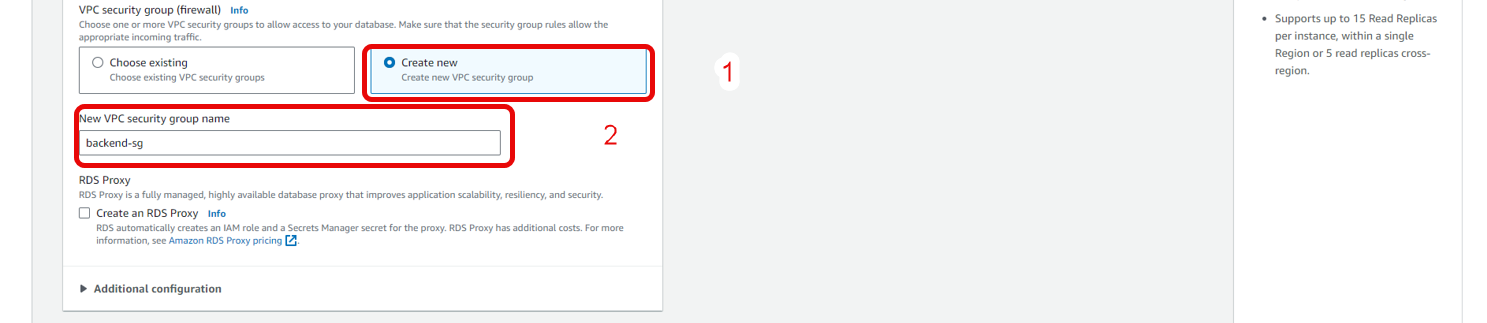 VPC security group (firewall) Info
Choose one or more VPC security groups to allow access to your database. Make sure that the security group rules allow the
appropriate incoming traffic.
Choose existing
Choose existing VPC security groups
Create new
Create new VPC security group
1
New VPC security group name
backend-sg
2
RDS Proxy
RDS Proxy is a fully managed, highly available database proxy that improves application scalability, resiliency, and security.
Create an RDS Proxy Info
RDS automatically creates an IAM role and a Secrets Manager secret for the proxy. RDS Proxy has additional costs. For more
information, see Amazon RDS Proxy pricing.
Additional configuration
• Supports up to 15 Read Replicas
per instance, within a single
Region or 5 read replicas cross-
region.